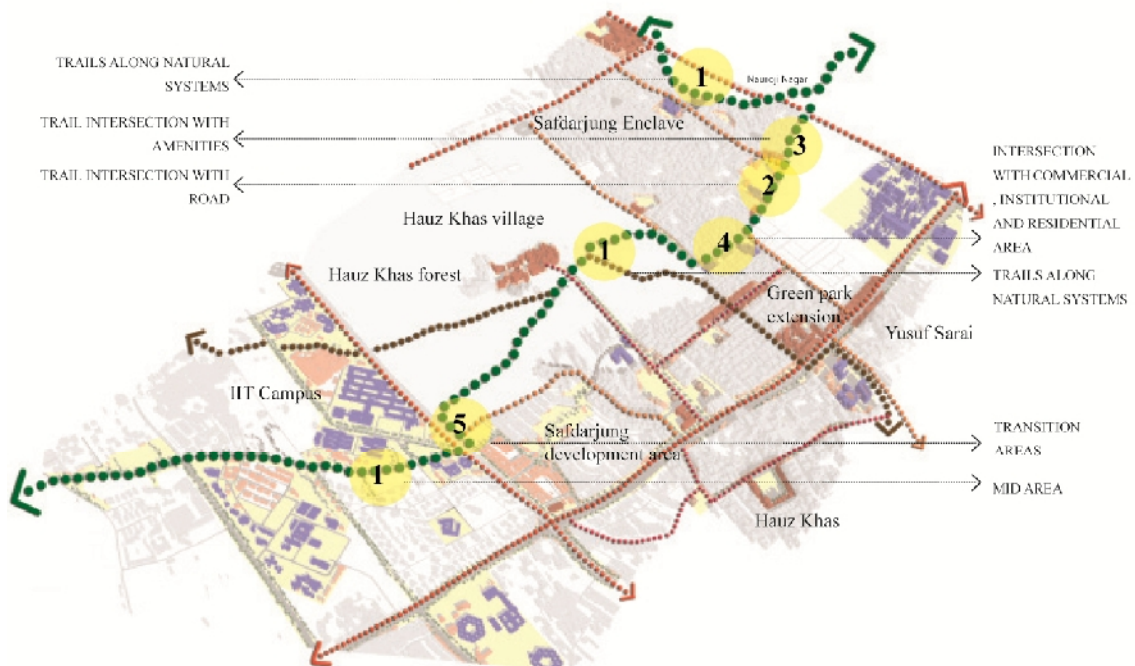 TRAILS ALONG NATURAL
SYSTEMS
TRAIL INTERSECTION WITH
AMENITIES
TRAIL INTERSECTION WITH
ROAD
1
Nauroji Nagar
Safdarjung Enclave
3
2
Hauz Khas village
1
4
Hauz Khas forest
Green park
extension
Yusuf Sarai
IIT Campus
5
Safdarjung
development area
1
Hauz Khas
INTERSECTION
WITH COMMERCIAL
, INSTITUTIONAL
AND RESIDENTIAL
AREA
TRAILS ALONG
NATURAL SYSTEMS
TRANSITION
AREAS
MID AREA